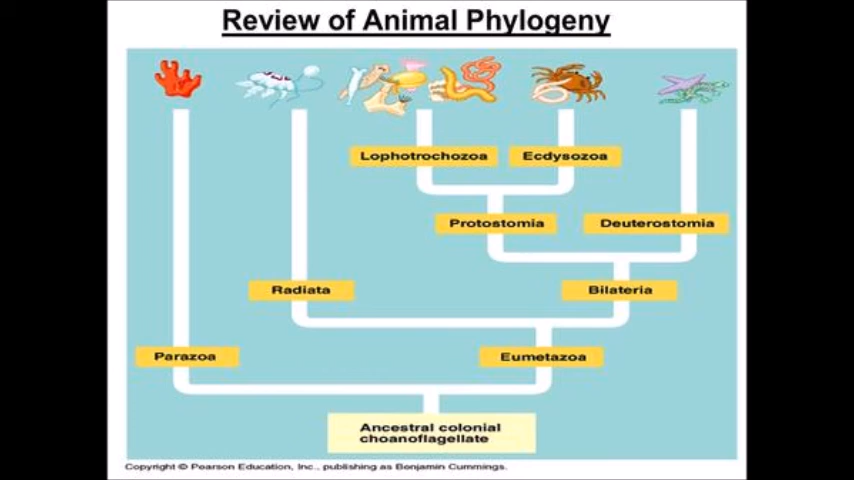 Review of Animal Phylogeny
Lophotrochozoa
Ecdysozoa
Protostomia
Deuterostomia
Radiata
Bilateria
Parazoa
Eumetazoa
Ancestral colonial
choanoflagellate
Copyright © Pearson Education, Inc., publishing as Benjamin Cummings.